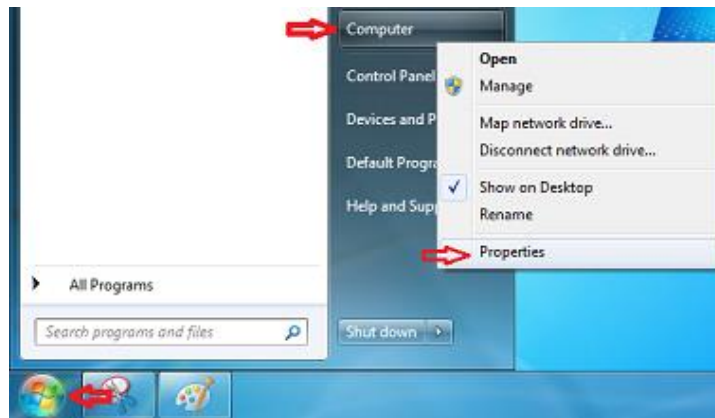 Computer
Control Panel
Devices and P
Default Progra
Help and Supp
Open
Manage
Map network drive...
Disconnect network drive...
Show on Desktop
Rename
Properties
All Programs
Search programs and files
Shut down